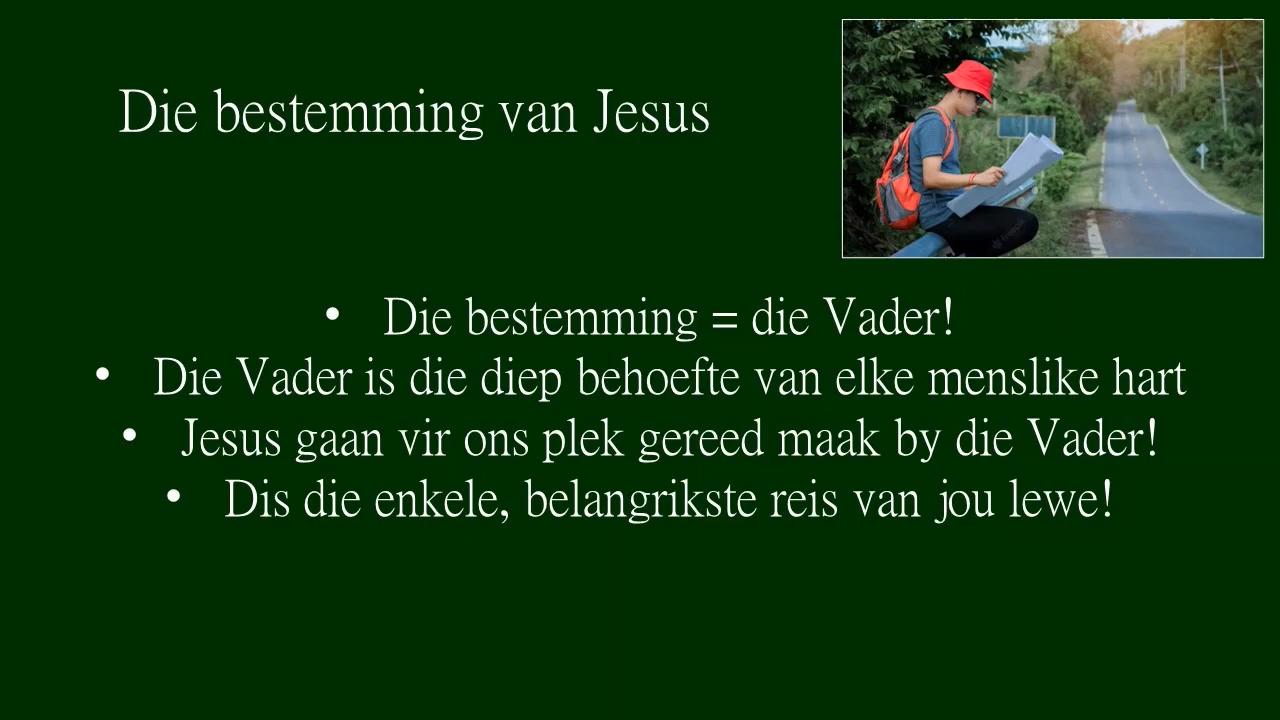 Die bestemming van Jesus
• Die bestemming = die Vader!
• Die Vader is die diep behoefte van elke menslike hart
• Jesus gaan vir ons plek gereed maak by die Vader!
• Dis die enkele, belangrikste reis van jou lewe!